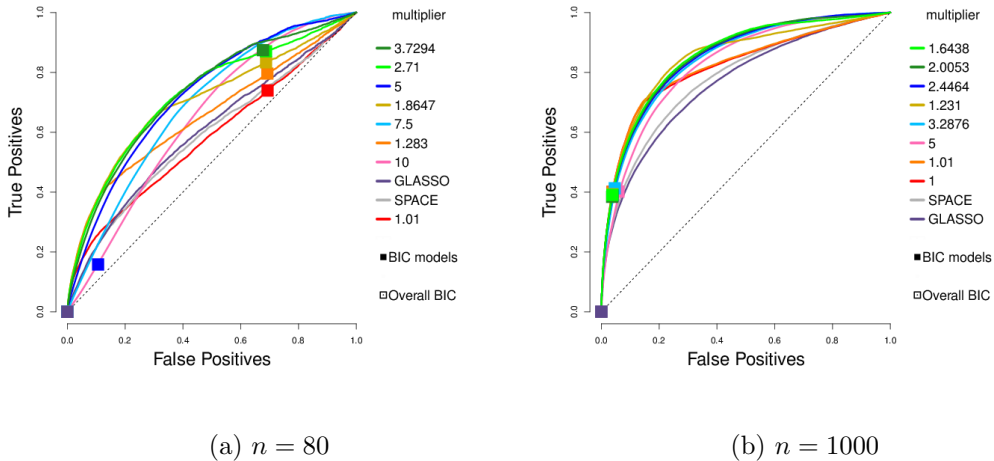 multiplier
3.7294
2.71
5
1.8647
7.5
1.283
10
GLASSO
SPACE
1.01
BIC models
Overall BIC
True Positives
0.0
0.2
0.4
0.6
0.8
1.0
0.0
0.2
0.4
0.6
0.8
1.0
False Positives
(a) n = 80
multiplier
1.6438
2.0053
2.4464
1.231
3.2876
5
1.01
1
SPACE
GLASSO
BIC models
Overall BIC
True Positives
0.0
0.2
0.4
0.6
0.8
1.0
0.0
0.2
0.4
0.6
0.8
1.0
False Positives
(b) n = 1000